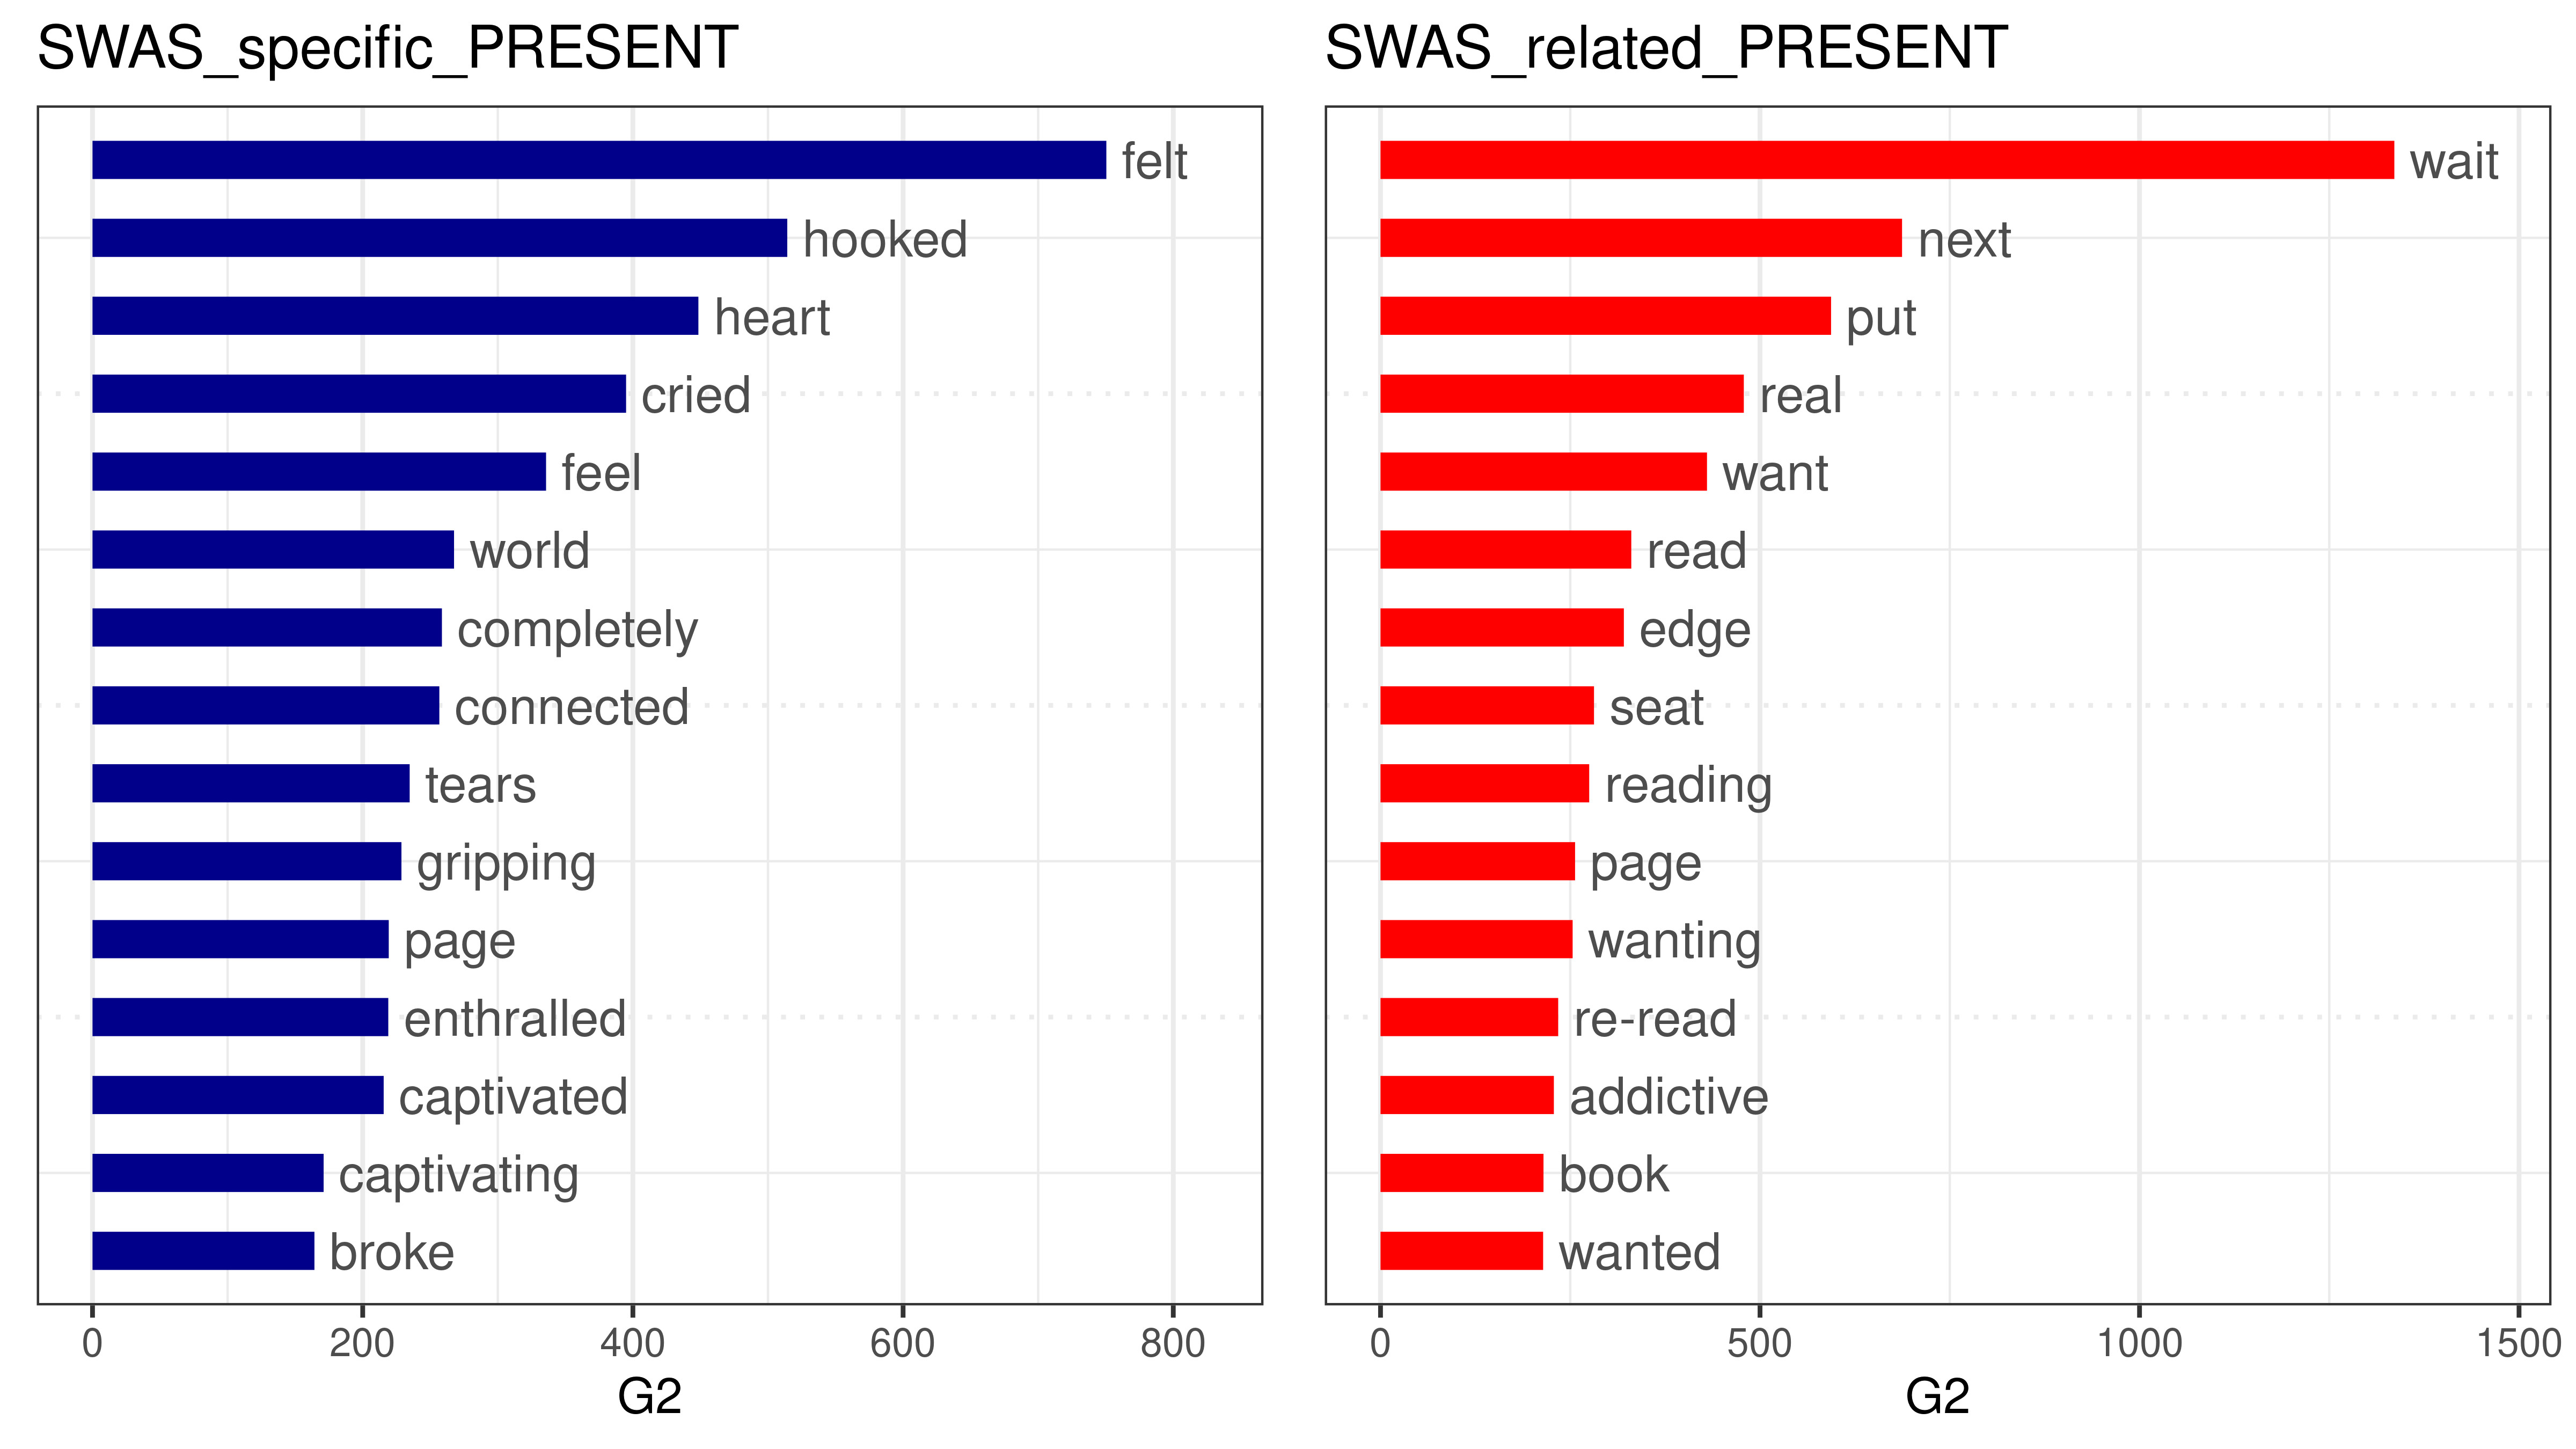 SWAS_specific_PRESENT
felt
hooked
heart
cried
feel
world
completely
connected
tears
gripping
page
enthralled
captivated
captivating
broke
0 200 400 600 800
G2
SWAS_related_PRESENT
wait
next
put
real
want
read
edge
seat
reading
page
wanting
re-read
addictive
book
wanted
0 500 1000 1500
G2